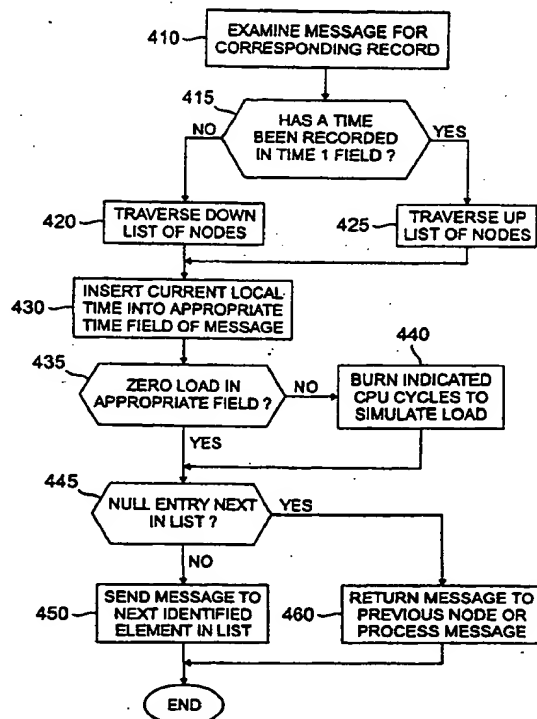 410
EXAMINE MESSAGE FOR
CORRESPONDING RECORD
415
HAS A TIME
BEEN RECORDED
IN TIME 1 FIELD ?
NO
YES
420
TRAVERSE DOWN
LIST OF NODES
425
TRAVERSE UP
LIST OF NODES
430
INSERT CURRENT LOCAL
TIME INTO APPROPRIATE
TIME FIELD OF MESSAGE
435
ZERO LOAD IN
APPROPRIATE FIELD ?
NO
YES
440
BURN INDICATED
CPU CYCLES TO
SIMULATE LOAD
445
NULL ENTRY NEXT
IN LIST ?
YES
NO
450
SEND MESSAGE TO
NEXT IDENTIFIED
ELEMENT IN LIST
460
RETURN MESSAGE TO
PREVIOUS NODE OR
PROCESS MESSAGE
END